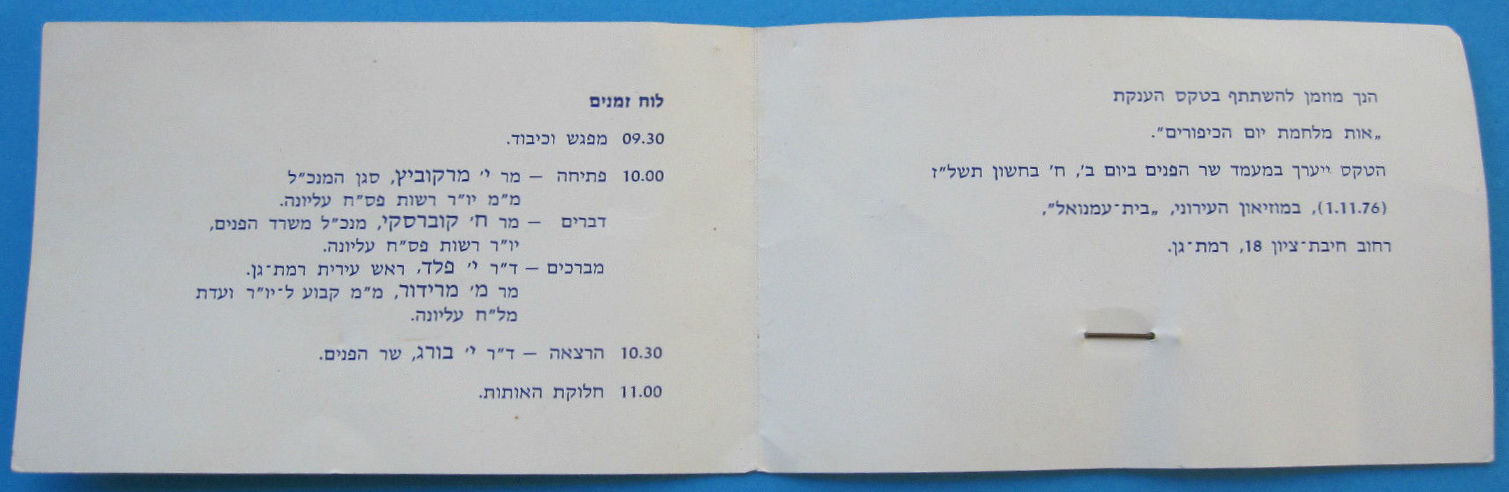 הנך מוזמן להשתתף בטקס הענקת
„אות מלחמת יום הכיפורים״.
הטקס ייערך במעמד שר הפנים ביום ב׳, ח׳ בחשון תשל״ז
(1.11.76), במוזיאון העירוני, „בית־עמנואל״,
רחוב חיבת־ציון 18, רמת־גן.
לוח זמנים
09.30 מפגש וכיבוד.
10.00 פתיחה — מר י׳ מרקוביץ, סגן המנכ״ל
מ״מ יו״ר רשות פס״ח עליונה.
דברים — מר ח׳ קוברסקי, מנכ״ל משרד הפנים,
יו״ר רשות פס״ח עליונה.
מברכים — ד״ר י׳ פלד, ראש עירית רמת־גן.
מר מ׳ מרידור, מ״מ קבוע ל־יו״ר ועדת
מל״ח עליונה.
10.30 הרצאה — ד״ר י׳ בורג, שר הפנים.
11.00 חלוקת האותות.